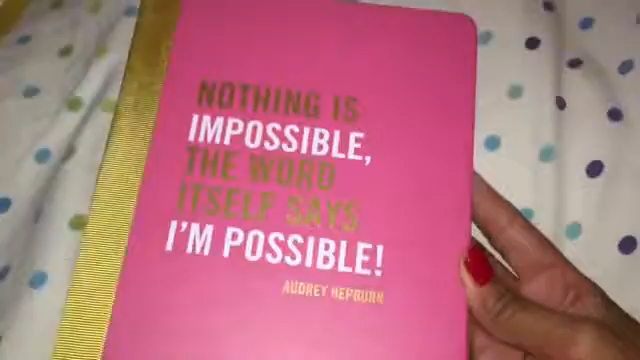 NOTHING IS
IMPOSSIBLE,
THE WORD
ITSELF SAYS
I'M POSSIBLE!
AUDREY HEPBURN